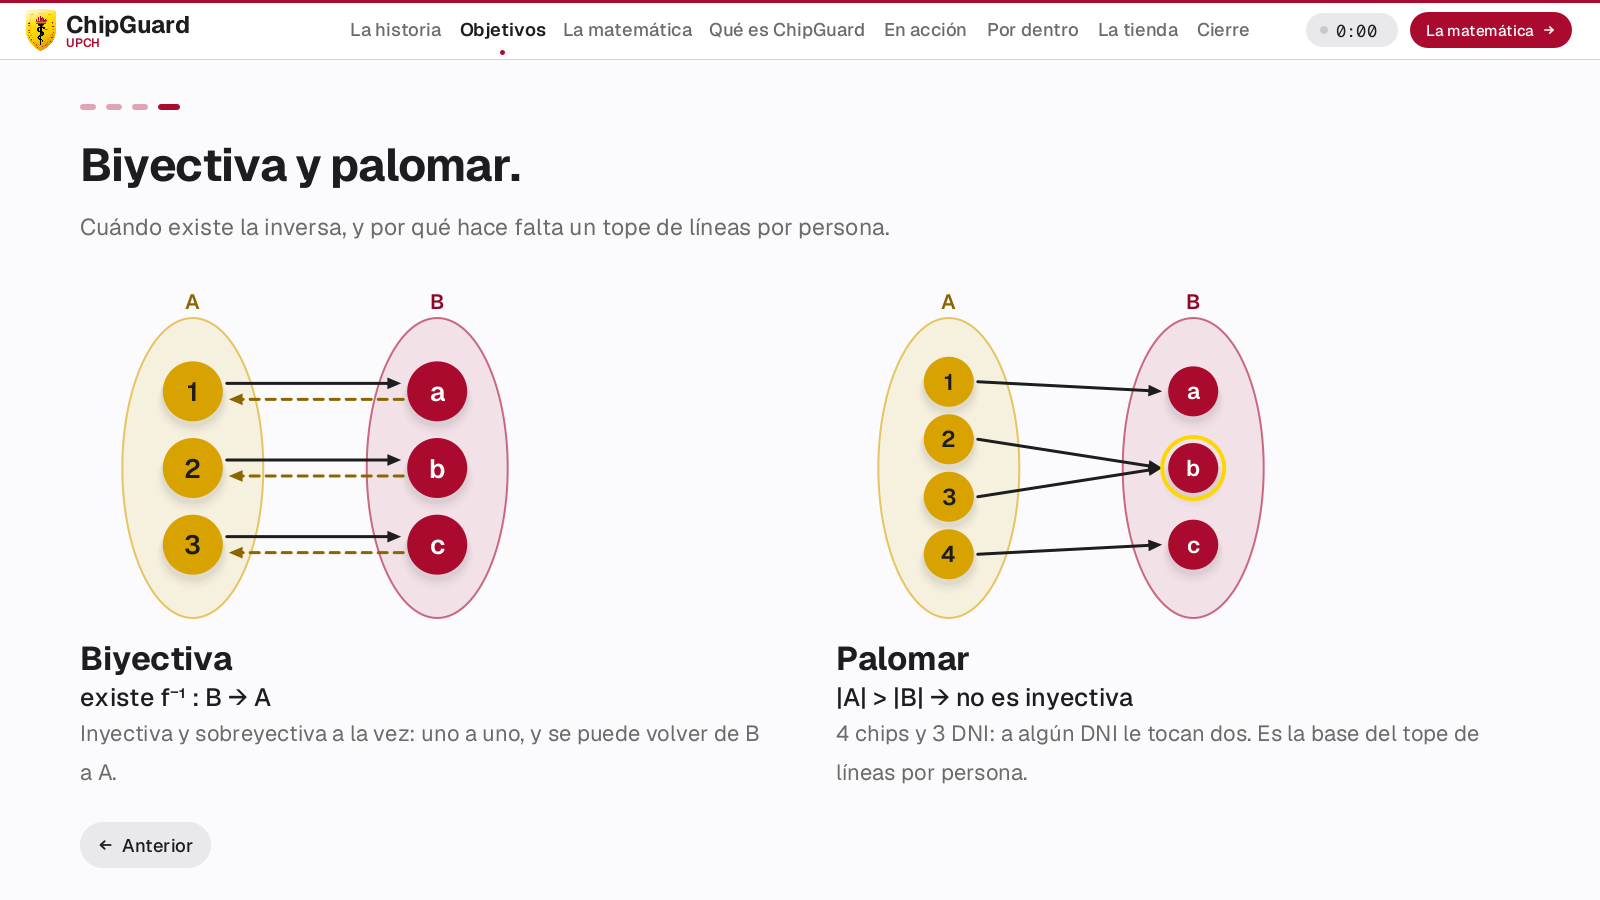 ChipGuard
UPCH
La historia
Objetivos
La matemática
Qué es ChipGuard
En acción
Por dentro
La tienda
Cierre
0:00
La matemática →
Biyectiva y palomar.
Cuándo existe la inversa, y por qué hace falta un tope de líneas por persona.
A
B
1
a
2
b
3
c
A
B
1
2
3
4
a
b
c
Biyectiva
existe f⁻¹ : B → A
Inyectiva y sobreyectiva a la vez: uno a uno, y se puede volver de B
a A.
Palomar
|A| > |B| → no es inyectiva
4 chips y 3 DNI: a algún DNI le tocan dos. Es la base del tope de
líneas por persona.
← Anterior